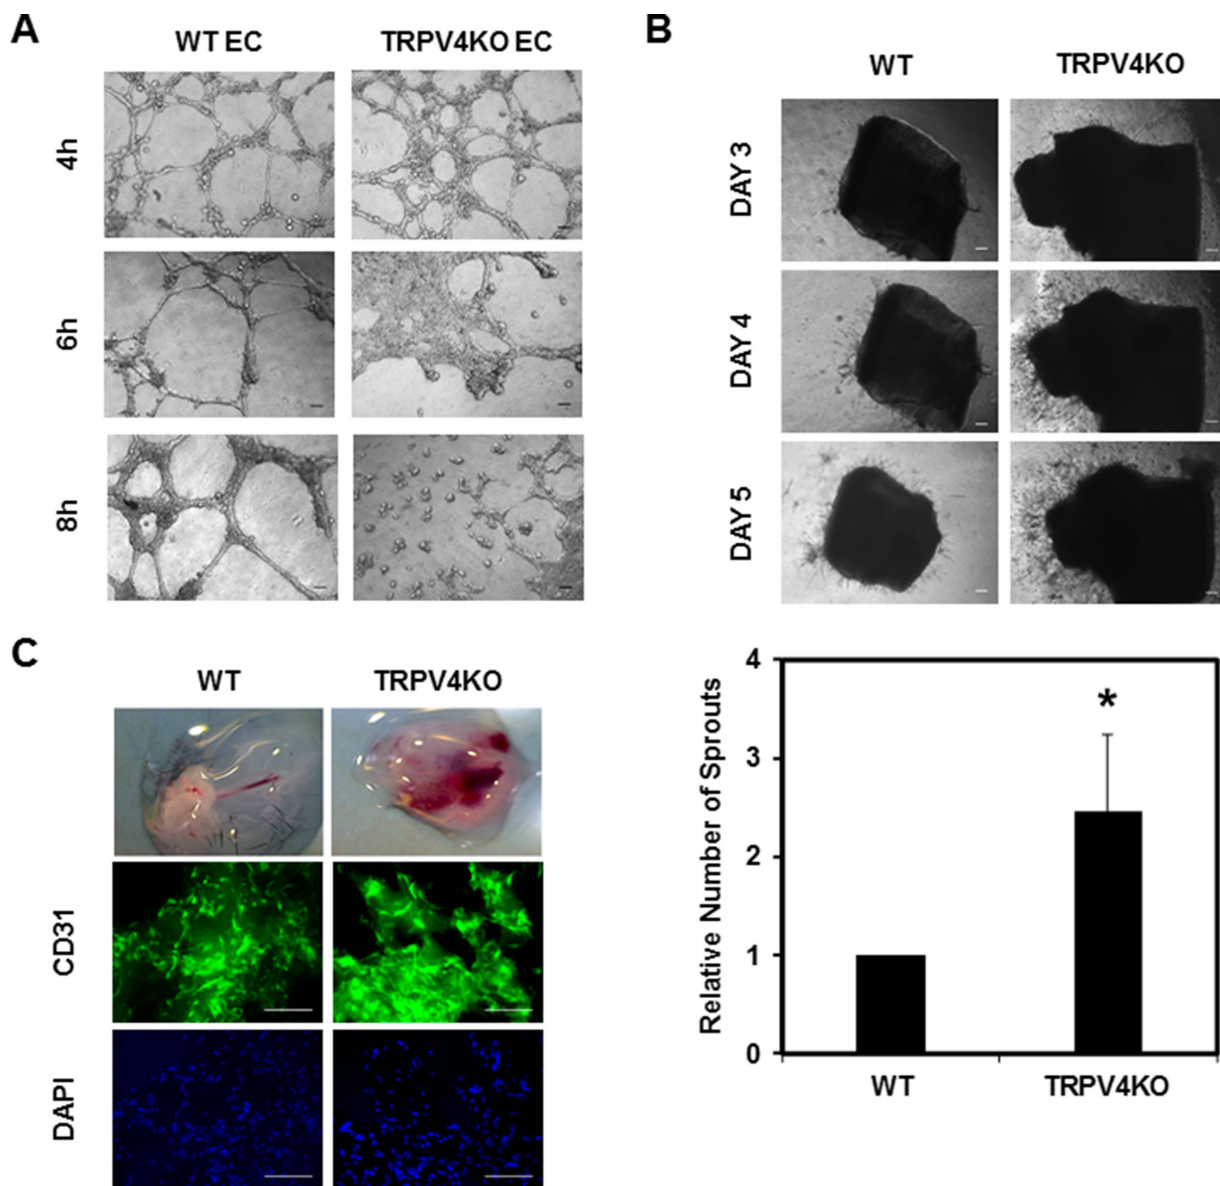 A
WT EC
TRPV4KO EC
4h
6h
8h
B
WT
TRPV4KO
DAY 3
DAY 4
DAY 5
C
WT
TRPV4KO
CD31
DAPI
Relative Number of Sprouts
4
3
2
1
0
*
WT
TRPV4KO